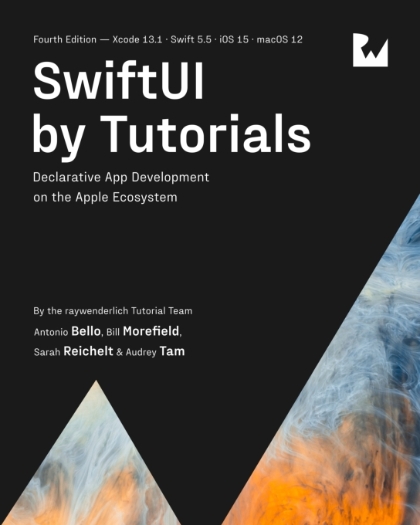 Fourth Edition — Xcode 13.1 · Swift 5.5 · iOS 15 · macOS 12
SwiftUI
by Tutorials
Declarative App Development
on the Apple Ecosystem
By the raywenderlich Tutorial Team
Antonio Bello, Bill Morefield,
Sarah Reichelt & Audrey Tam